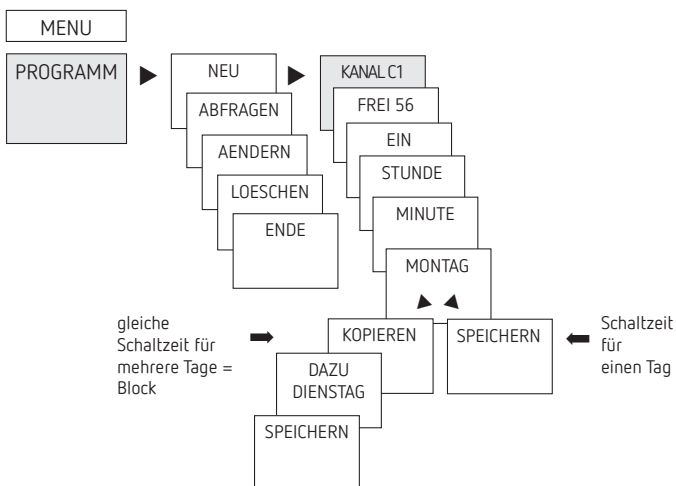 MENU
PROGRAMM
NEU
ABFRAGEN
AENDERN
LOESCHEN
ENDE
KANAL C1
FREI 56
EIN
STUNDE
MINUTE
MONTAG
gleiche
Schaltzeit für
mehrere Tage =
Block
KOPIEREN
DAZU
DIENSTAG
SPEICHERN
SPEICHERN
Schaltzeit
für
einen Tag